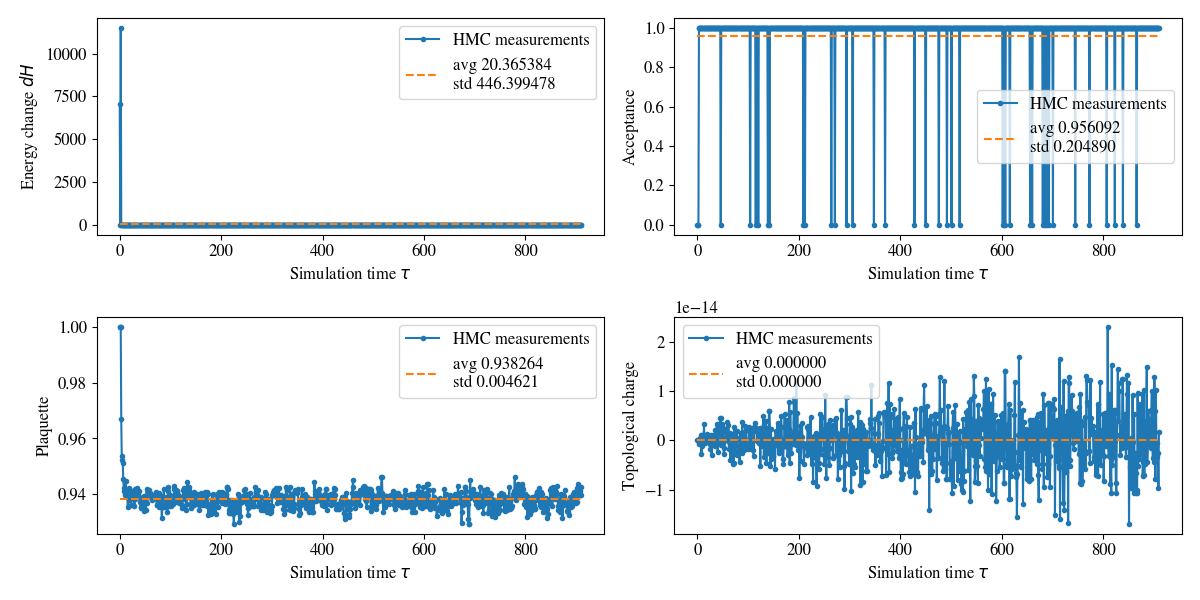 10000
7500
5000
2500
0
Energy change dH
HMC measurements
avg 20.365384
std 446.399478
0 200 400 600 800
Simulation time τ
1.0
0.8
0.6
0.4
0.2
0.0
Acceptance
HMC measurements
avg 0.956092
std 0.204890
0 200 400 600 800
Simulation time τ
1.00
0.98
0.96
0.94
Plaquette
HMC measurements
avg 0.938264
std 0.004621
0 200 400 600 800
Simulation time τ
1e−14
2
1
0
−1
Topological charge
HMC measurements
avg 0.000000
std 0.000000
0 200 400 600 800
Simulation time τ